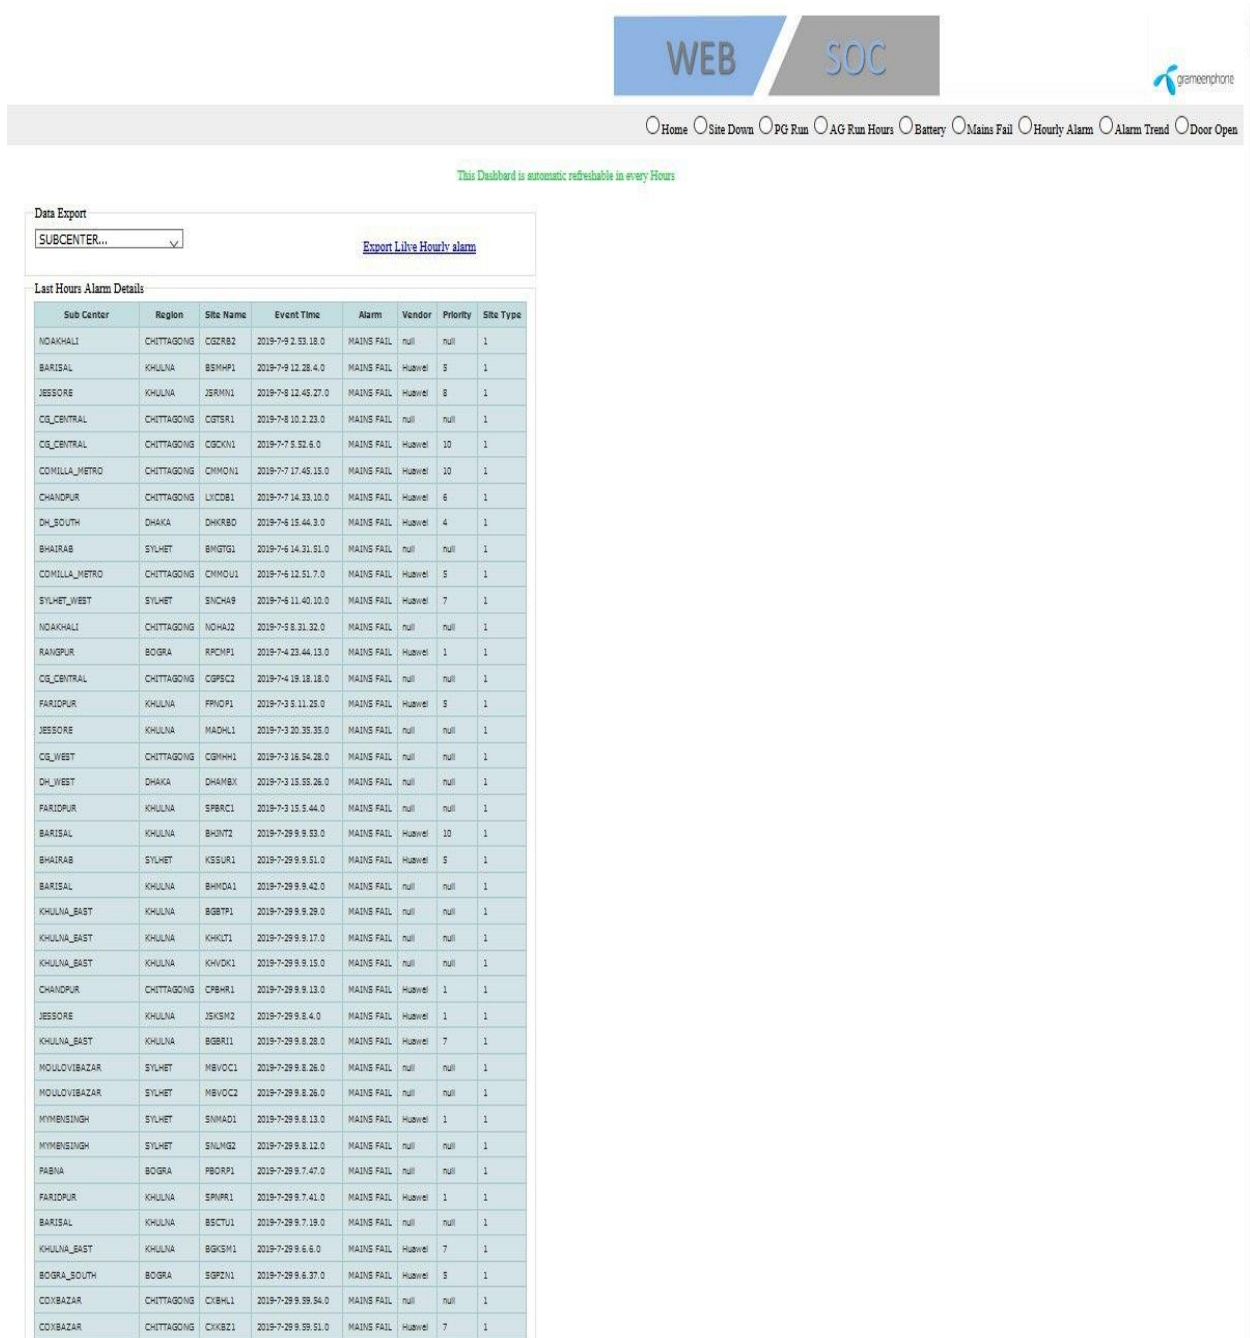 WEB SOC
grameenphone
Home Site Down PG Run AG Run Hours Battery Mains Fail Hourly Alarm Alarm Trend Door Open
This Dashbard is automatic refreshable in every Hours
Data Export
SUBCENTER...
Export Lilve Hourly alarm
Last Hours Alarm Details
Sub Center Region Site Name Event Time Alarm Vendor Priority Site Type
NOAKHALI CHITTAGONG CGZRB2 2019-7-9 2.53.18.0 MAINS FAIL null null 1
BARISAL KHULNA BSMHP1 2019-7-9 12.28.4.0 MAINS FAIL Huawei 5 1
JESSORE KHULNA JSRMN1 2019-7-8 12.45.27.0 MAINS FAIL Huawei 8 1
CG_CENTRAL CHITTAGONG CGTSR1 2019-7-8 10.2.23.0 MAINS FAIL null null 1
CG_CENTRAL CHITTAGONG CGCKN1 2019-7-7 5.52.6.0 MAINS FAIL Huawei 10 1
COMILLA_METRO CHITTAGONG CMMON1 2019-7-7 17.45.15.0 MAINS FAIL Huawei 10 1
CHANDPUR CHITTAGONG LXCDB1 2019-7-7 14.33.10.0 MAINS FAIL Huawei 6 1
DH_SOUTH DHAKA DHKRBD 2019-7-6 15.44.3.0 MAINS FAIL Huawei 4 1
BHAIRAB SYLHET BMGTG1 2019-7-6 14.31.51.0 MAINS FAIL null null 1
COMILLA_METRO CHITTAGONG CMMOU1 2019-7-6 12.51.7.0 MAINS FAIL Huawei 5 1
SYLHET_WEST SYLHET SNCHA9 2019-7-6 11.40.10.0 MAINS FAIL Huawei 7 1
NOAKHALI CHITTAGONG NOHAJ2 2019-7-5 8.31.32.0 MAINS FAIL null null 1
RANGPUR BOGRA RPCMP1 2019-7-4 23.44.13.0 MAINS FAIL Huawei 1 1
CG_CENTRAL CHITTAGONG CGPSC2 2019-7-4 19.18.18.0 MAINS FAIL null null 1
FARIDPUR KHULNA FPNOP1 2019-7-3 5.11.25.0 MAINS FAIL Huawei 5 1
JESSORE KHULNA MADHL1 2019-7-3 20.35.35.0 MAINS FAIL null null 1
CG_WEST CHITTAGONG CGMHH1 2019-7-3 16.54.28.0 MAINS FAIL null null 1
DH_WEST DHAKA DHAMBX 2019-7-3 15.55.26.0 MAINS FAIL null null 1
FARIDPUR KHULNA SPBRC1 2019-7-3 15.5.44.0 MAINS FAIL null null 1
BARISAL KHULNA BHJNT2 2019-7-29 9.9.53.0 MAINS FAIL Huawei 10 1
BHAIRAB SYLHET KSSUR1 2019-7-29 9.9.51.0 MAINS FAIL Huawei 5 1
BARISAL KHULNA BHMDA1 2019-7-29 9.9.42.0 MAINS FAIL null null 1
KHULNA_EAST KHULNA BGBTP1 2019-7-29 9.9.29.0 MAINS FAIL null null 1
KHULNA_EAST KHULNA KHKLT1 2019-7-29 9.9.17.0 MAINS FAIL null null 1
KHULNA_EAST KHULNA KHVDK1 2019-7-29 9.9.15.0 MAINS FAIL null null 1
CHANDPUR CHITTAGONG CPBHR1 2019-7-29 9.9.13.0 MAINS FAIL Huawei 1 1
JESSORE KHULNA JSKSM2 2019-7-29 9.8.4.0 MAINS FAIL Huawei 1 1
KHULNA_EAST KHULNA BGBRI1 2019-7-29 9.8.28.0 MAINS FAIL Huawei 7 1
MOULOVIBAZAR SYLHET MBVOC1 2019-7-29 9.8.26.0 MAINS FAIL null null 1
MOULOVIBAZAR SYLHET MBVOC2 2019-7-29 9.8.26.0 MAINS FAIL null null 1
MYMENSINGH SYLHET SNMAD1 2019-7-29 9.8.13.0 MAINS FAIL Huawei 1 1
MYMENSINGH SYLHET SNLMG2 2019-7-29 9.8.12.0 MAINS FAIL null null 1
PABNA BOGRA PBORP1 2019-7-29 9.7.47.0 MAINS FAIL null null 1
FARIDPUR KHULNA SPNPR1 2019-7-29 9.7.41.0 MAINS FAIL Huawei 1 1
BARISAL KHULNA BSCTU1 2019-7-29 9.7.19.0 MAINS FAIL null null 1
KHULNA_EAST KHULNA BGKSM1 2019-7-29 9.6.6.0 MAINS FAIL Huawei 7 1
BOGRA_SOUTH BOGRA SGPZN1 2019-7-29 9.6.37.0 MAINS FAIL Huawei 5 1
COXBAZAR CHITTAGONG CXBHL1 2019-7-29 9.59.54.0 MAINS FAIL null null 1
COXBAZAR CHITTAGONG CXKBZ1 2019-7-29 9.59.51.0 MAINS FAIL Huawei 7 1